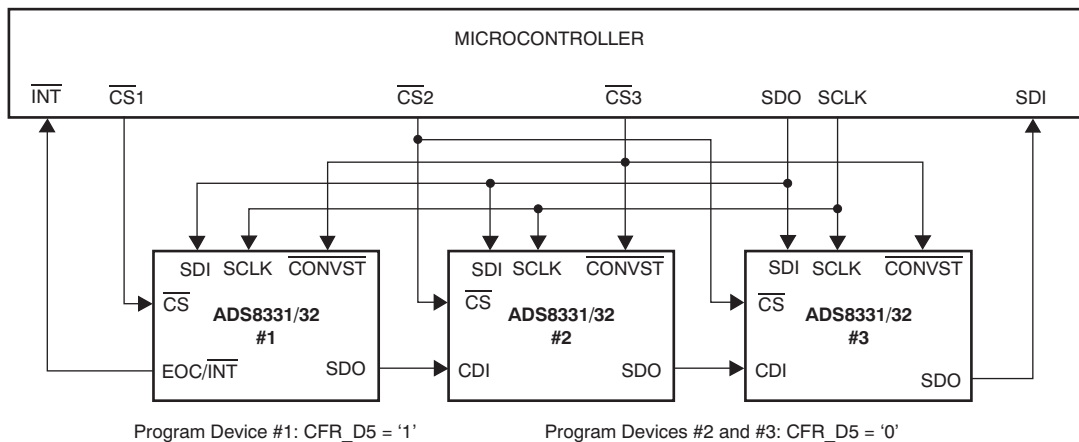 MICROCONTROLLER
INT CS1 CS2 CS3 SDO SCLK SDI
SDI SCLK CONVST SDI SCLK CONVST SDI SCLK CONVST
CS CS CS
ADS8331/32 ADS8331/32 ADS8331/32
#1 #2 #3
EOC/INT SDO CDI SDO CDI SDO
Program Device #1: CFR_D5 = ‘1’ Program Devices #2 and #3: CFR_D5 = ‘0’